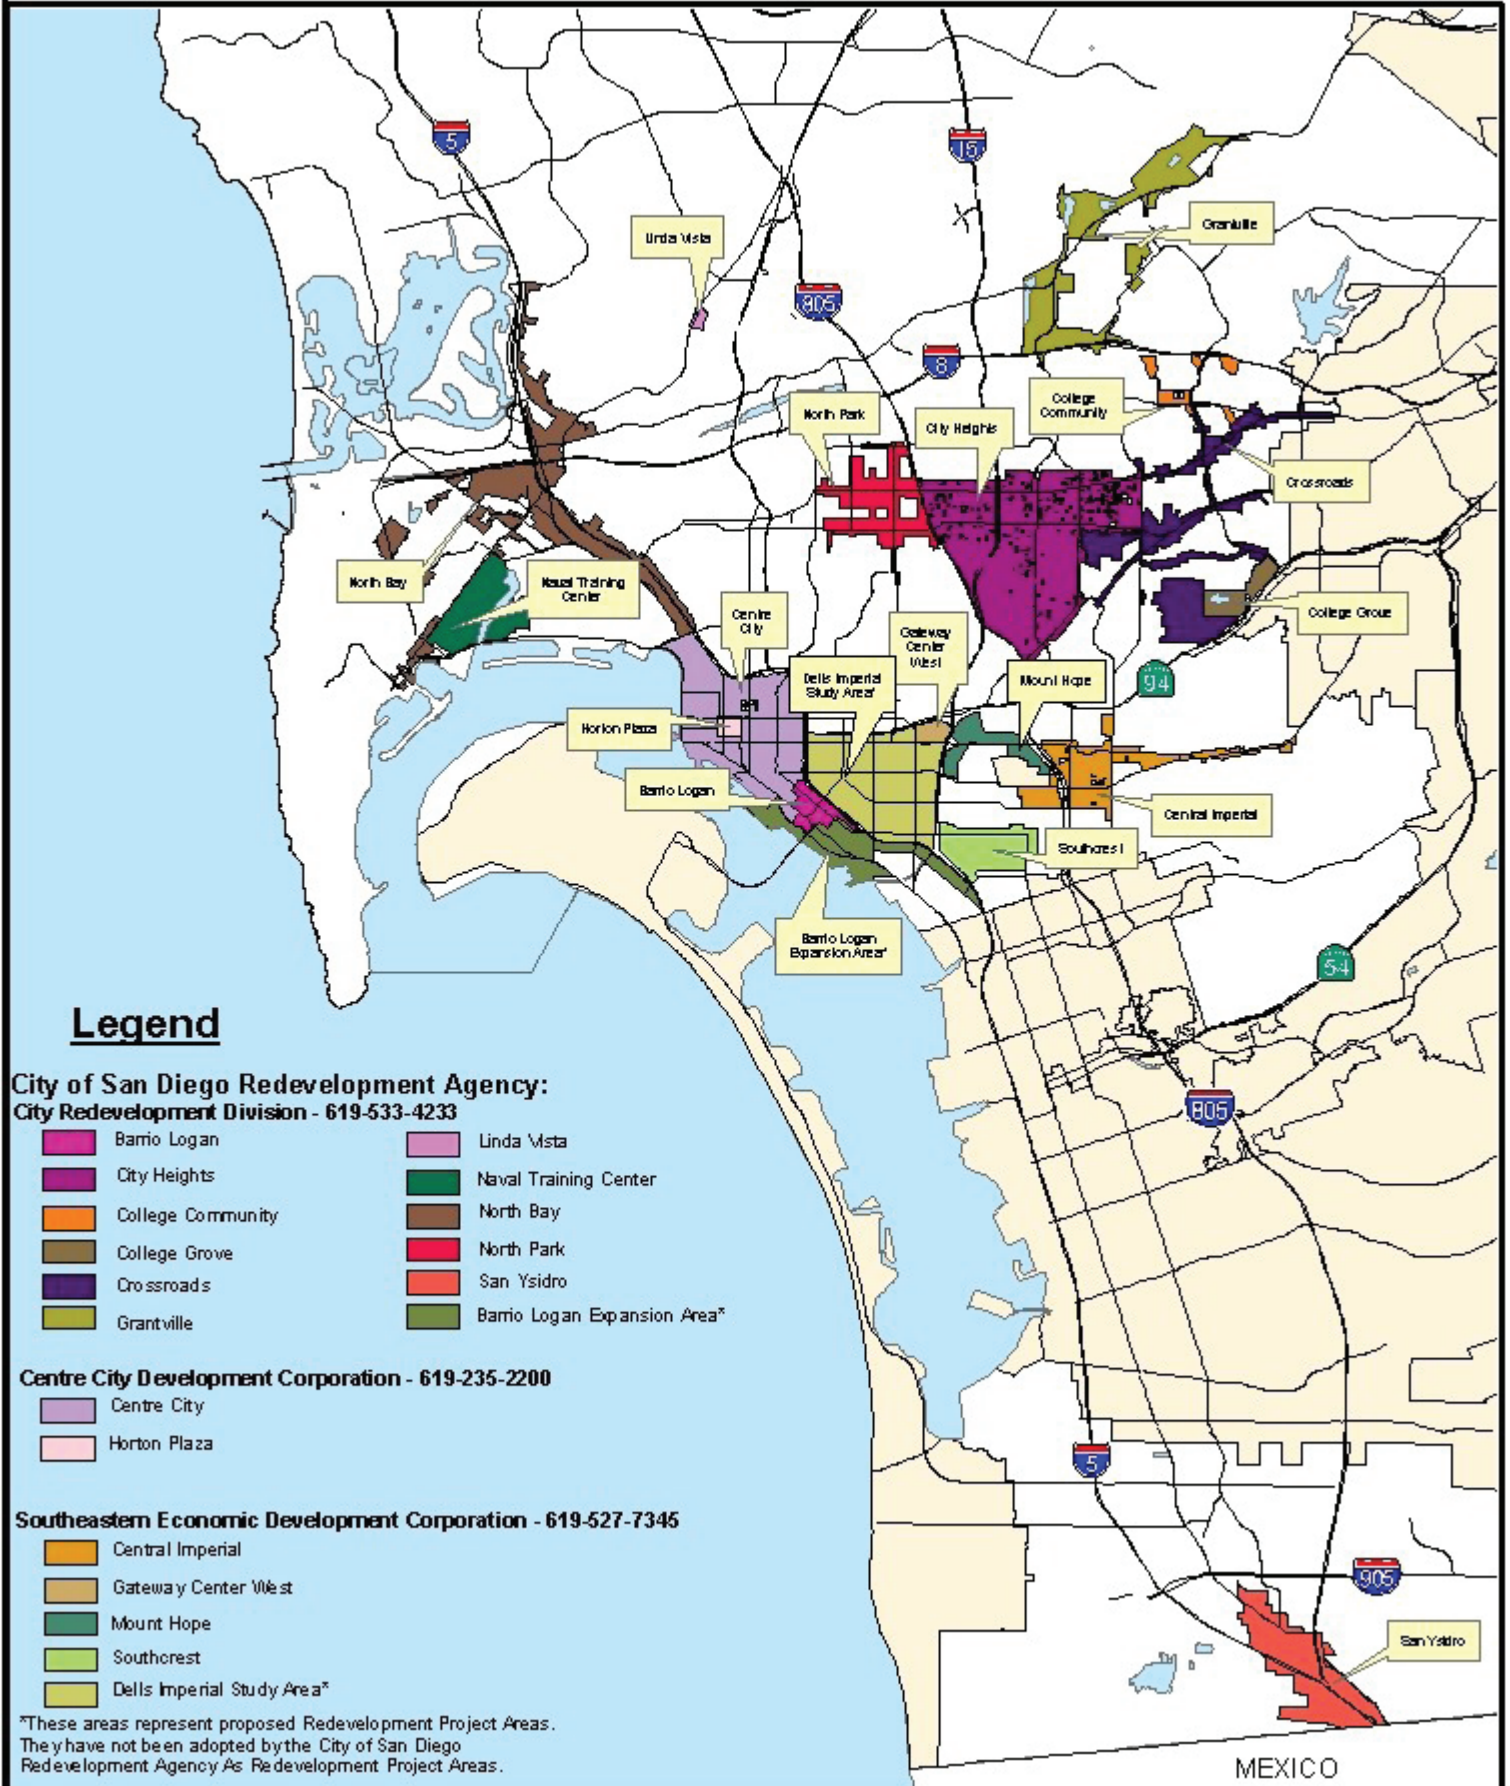 5
15
Linda Vista
Grantville
805
8
North Park
City Heights
College
Community
Crossroads
North Bay
Naval Training
Center
Centre
City
Gateway
Center
West
College Grove
Dells Imperial
Study Area*
Mount Hope
94
Horton Plaza
Barrio Logan
Central Imperial
Southcrest
Barrio Logan
Expansion Area*
54
805
5
905
San Ysidro
MEXICO
Legend
City of San Diego Redevelopment Agency:
City Redevelopment Division - 619-533-4233
Barrio Logan
City Heights
College Community
College Grove
Crossroads
Grantville
Linda Vista
Naval Training Center
North Bay
North Park
San Ysidro
Barrio Logan Expansion Area*
Centre City Development Corporation - 619-235-2200
Centre City
Horton Plaza
Southeastern Economic Development Corporation - 619-527-7345
Central Imperial
Gateway Center West
Mount Hope
Southcrest
Dells Imperial Study Area*
*These areas represent proposed Redevelopment Project Areas.
They have not been adopted by the City of San Diego
Redevelopment Agency As Redevelopment Project Areas.